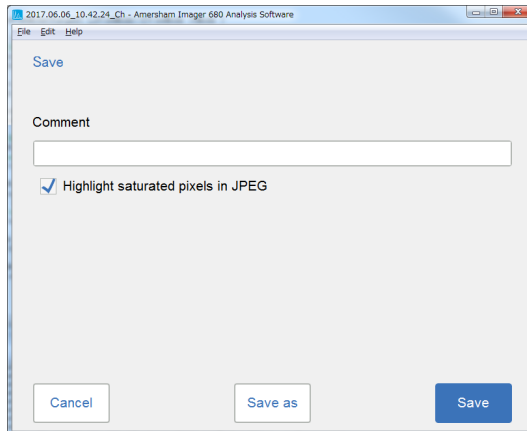 2017.06.06_10.42.24_Ch - Amersham Imager 680 Analysis Software
File Edit Help
Save
Comment
Highlight saturated pixels in JPEG
Cancel Save as Save